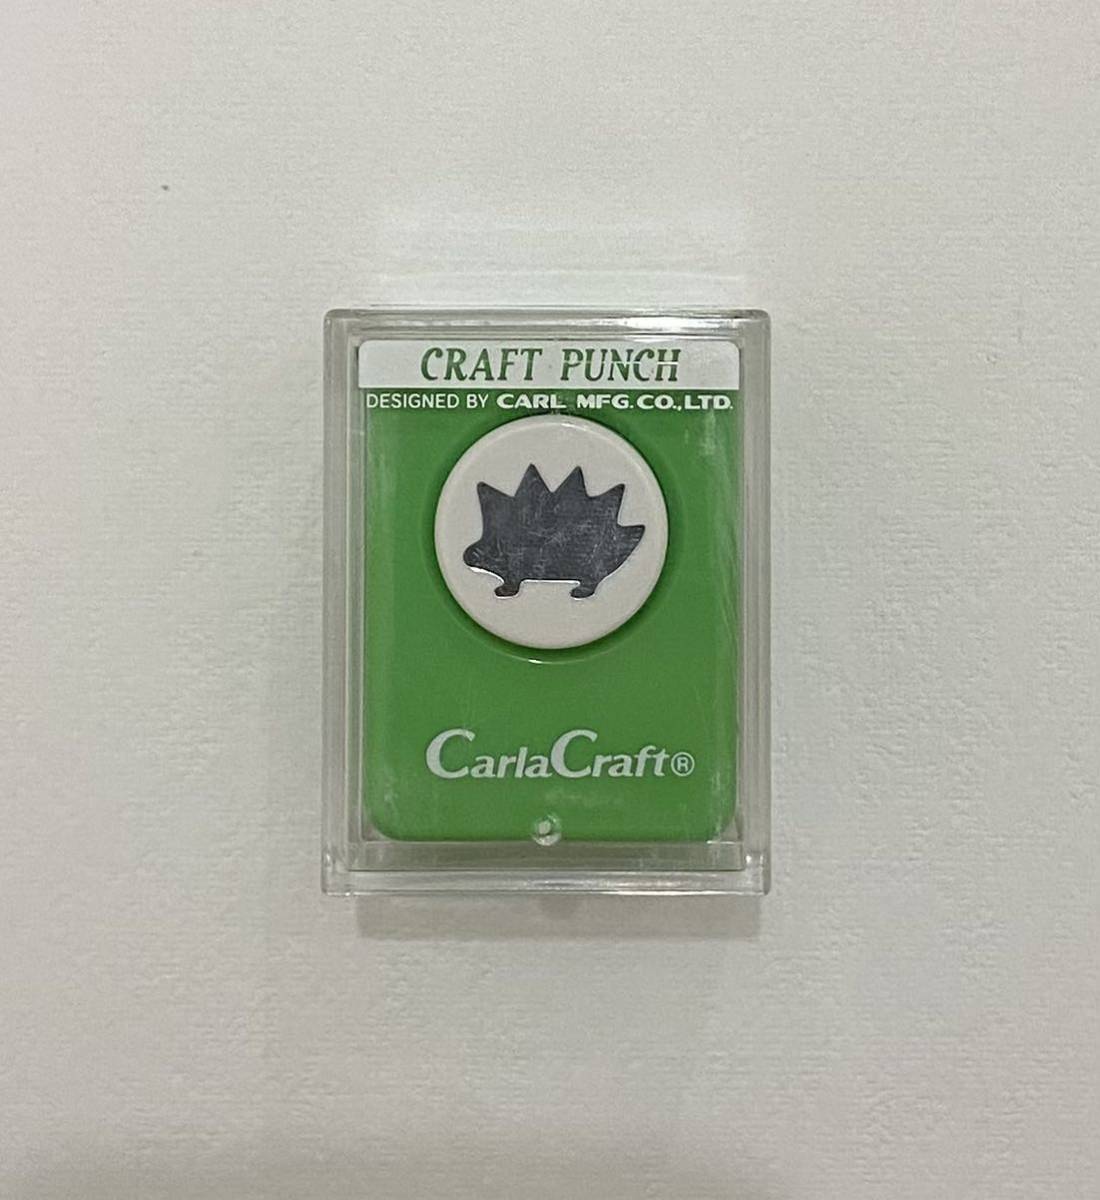 CRAFT PUNCH
DESIGNED BY CARL MFG.CO.,LTD.
CarlaCraft®